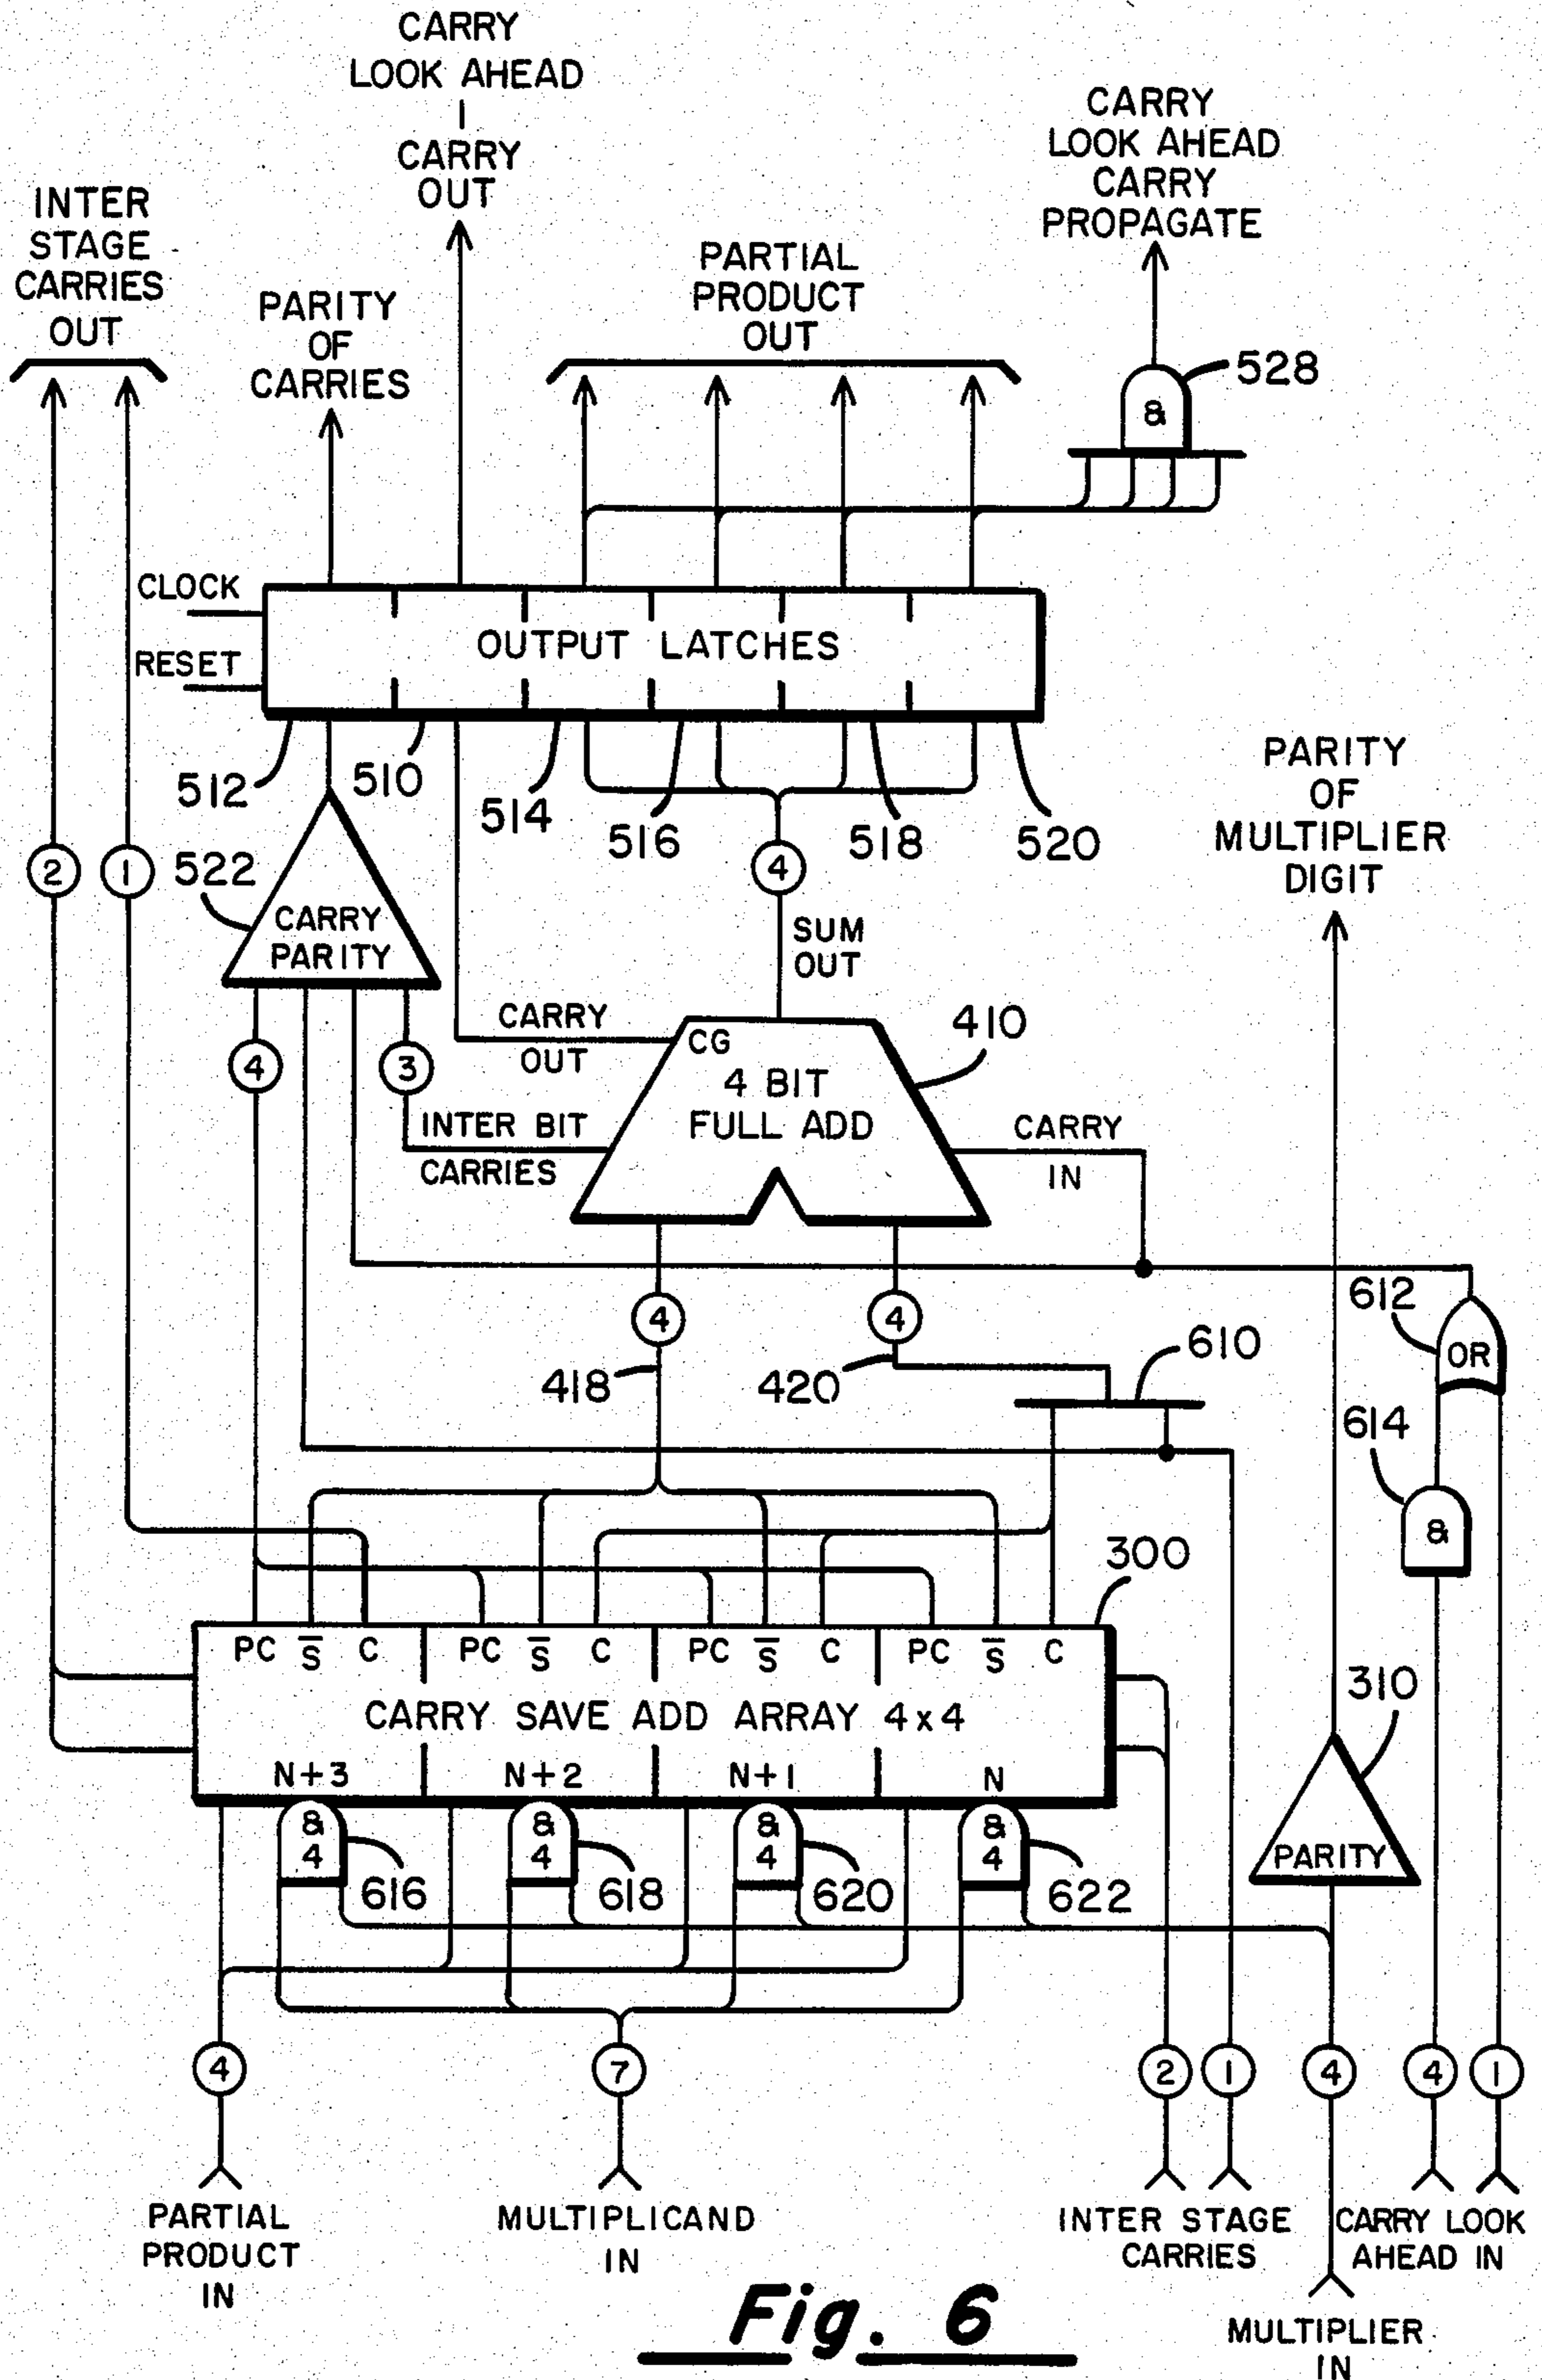 CARRY
LOOK AHEAD
CARRY
OUT
CARRY
LOOK AHEAD
CARRY
PROPAGATE
INTER
STAGE
CARRIES
OUT
PARITY
OF
CARRIES
PARTIAL
PRODUCT
OUT
&
528
CLOCK
RESET
OUTPUT LATCHES
512
510
514
516
518
520
PARITY
OF
MULTIPLIER
DIGIT
2
1
522
CARRY
PARITY
4
SUM
OUT
4
3
CARRY
OUT
CG
410
4 BIT
FULL ADD
INTER BIT
CARRIES
CARRY
IN
4
4
418
420
610
612
OR
614
&
300
PC S̅ C PC S̅ C PC S̅ C PC S̅ C
CARRY SAVE ADD ARRAY 4x4
N+3 N+2 N+1 N
310
PARITY
&
4
616
&
4
618
&
4
620
&
4
622
4
7
2
1
4
4
1
PARTIAL
PRODUCT
IN
MULTIPLICAND
IN
INTER STAGE
CARRIES
CARRY LOOK
AHEAD IN
MULTIPLIER
IN
Fig. 6